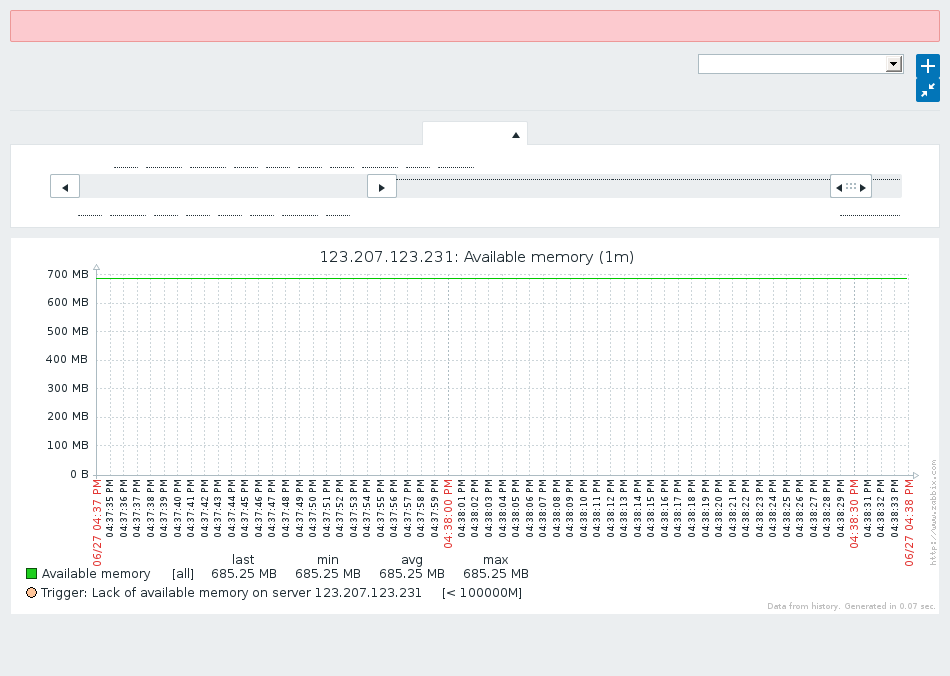 123.207.123.231: Available memory (1m)
700 MB
600 MB
500 MB
400 MB
300 MB
200 MB
100 MB
0 B
06/27 04:37 PM
04:37:35 PM
04:37:36 PM
04:37:37 PM
04:37:38 PM
04:37:39 PM
04:37:40 PM
04:37:41 PM
04:37:42 PM
04:37:43 PM
04:37:44 PM
04:37:45 PM
04:37:46 PM
04:37:47 PM
04:37:48 PM
04:37:49 PM
04:37:50 PM
04:37:51 PM
04:37:52 PM
04:37:53 PM
04:37:54 PM
04:37:55 PM
04:37:56 PM
04:37:57 PM
04:37:58 PM
04:37:59 PM
04:38:00 PM
04:38:01 PM
04:38:02 PM
04:38:03 PM
04:38:04 PM
04:38:05 PM
04:38:06 PM
04:38:07 PM
04:38:08 PM
04:38:09 PM
04:38:10 PM
04:38:11 PM
04:38:12 PM
04:38:13 PM
04:38:14 PM
04:38:15 PM
04:38:16 PM
04:38:17 PM
04:38:18 PM
04:38:19 PM
04:38:20 PM
04:38:21 PM
04:38:22 PM
04:38:23 PM
04:38:24 PM
04:38:25 PM
04:38:26 PM
04:38:27 PM
04:38:28 PM
04:38:29 PM
04:38:30 PM
04:38:31 PM
04:38:32 PM
04:38:33 PM
06/27 04:38 PM
http://www.zabbix.com
last min avg max
Available memory [all] 685.25 MB 685.25 MB 685.25 MB 685.25 MB
Trigger: Lack of available memory on server 123.207.123.231 [< 100000M]
Data from history. Generated in 0.07 sec.